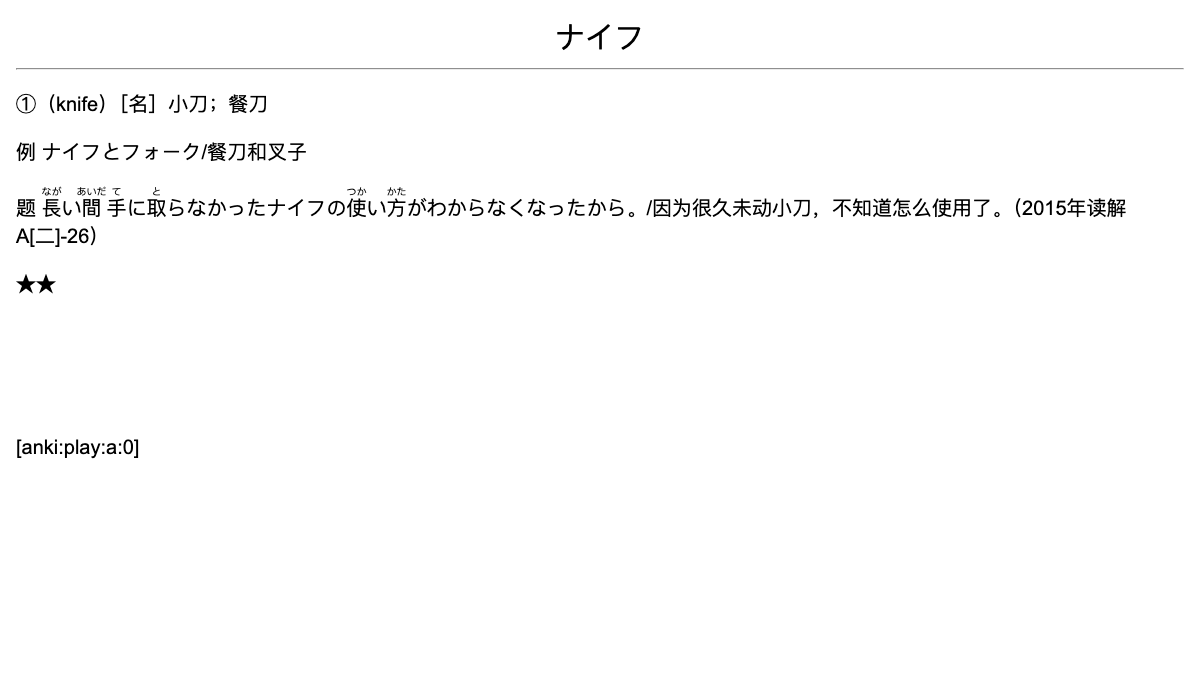 ナイフ
①（knife）［名］小刀；餐刀
例 ナイフとフォーク/餐刀和叉子
なが あいだ て と つか かた
题 長い間 手に取らなかったナイフの使い方がわからなくなったから。/因为很久未动小刀，不知道怎么使用了。（2015年读解
A[二]-26）
★★
[anki:play:a:0]